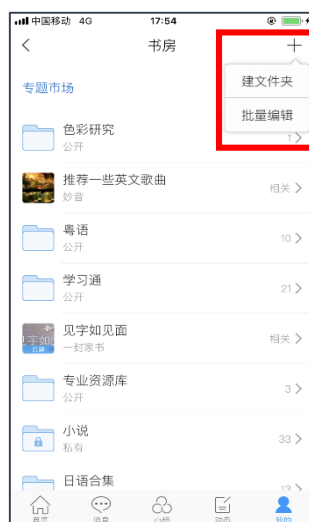 中国移动 4G 17:54
书房
建文件夹
批量编辑
专题市场
色彩研究
公开
1
推荐一些英文歌曲
妙音
相关
粤语
公开
10
学习通
公开
21
见字如见面
一封家书
相关
专业资源库
公开
3
小说
私有
33
日语合集
13
首页 消息 小组 动态 我的